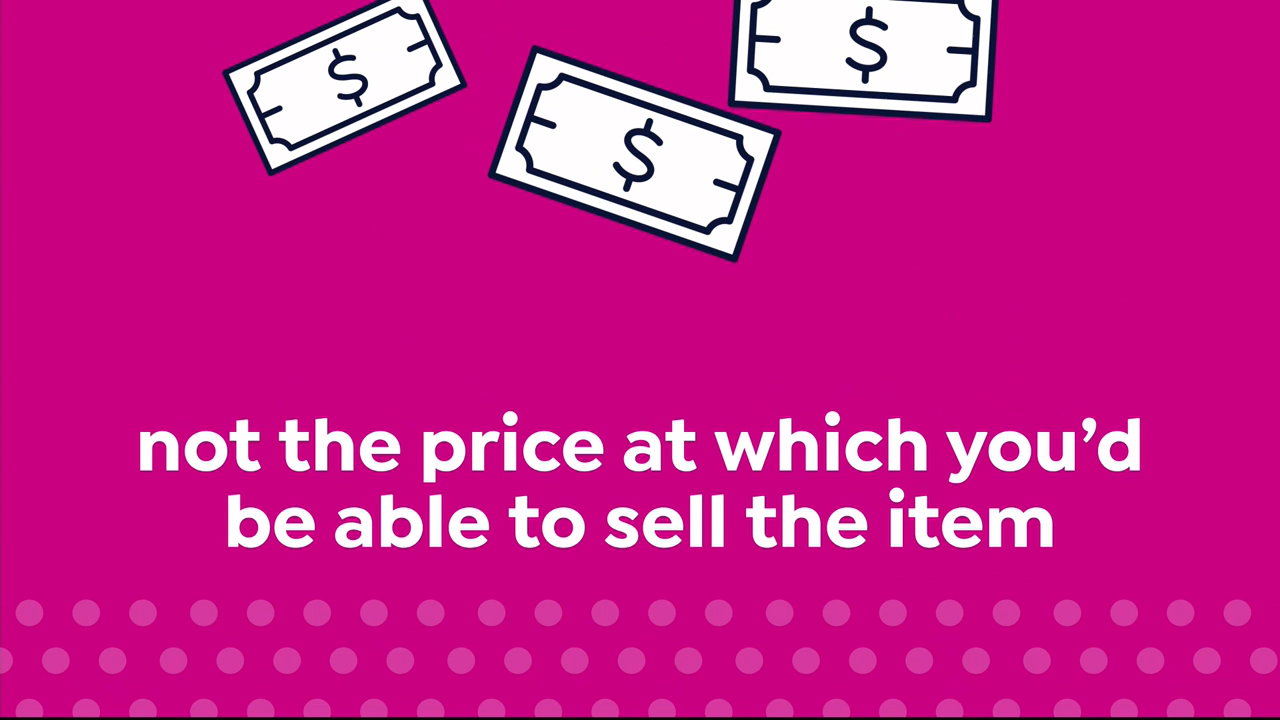 $
$
$
not the price at which you’d
be able to sell the item